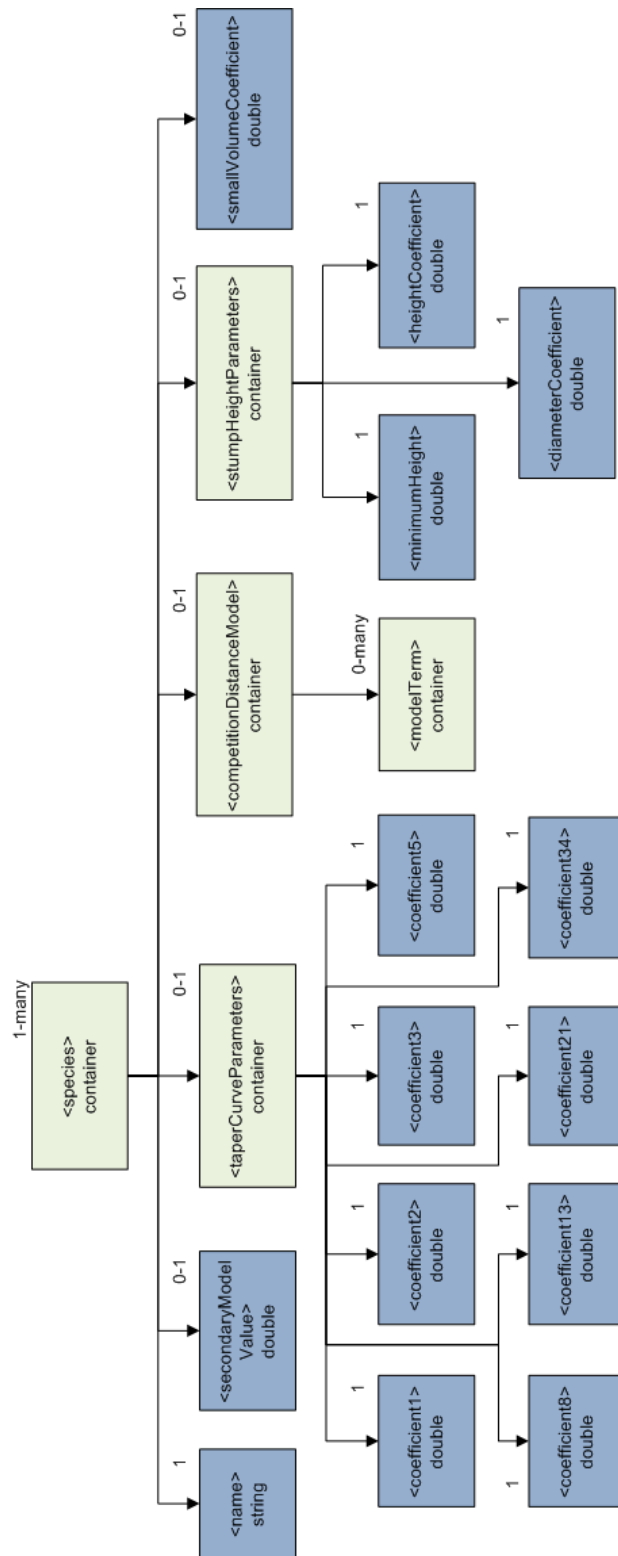 1-many
<species>
container
1
<name>
string
0-1
<secondaryModel
Value>
double
0-1
<taperCurveParameters>
container
0-1
<competitionDistanceModel>
container
0-1
<stumpHeightParameters>
container
0-1
<smallVolumeCoefficient>
double
1
<coefficient1>
double
1
<coefficient2>
double
1
<coefficient3>
double
1
<coefficient5>
double
0-many
<modelTerm>
container
1
<minimumHeight>
double
1
<heightCoefficient>
double
1
<coefficient8>
double
1
<coefficient13>
double
1
<coefficient21>
double
1
<coefficient34>
double
1
<diameterCoefficient>
double